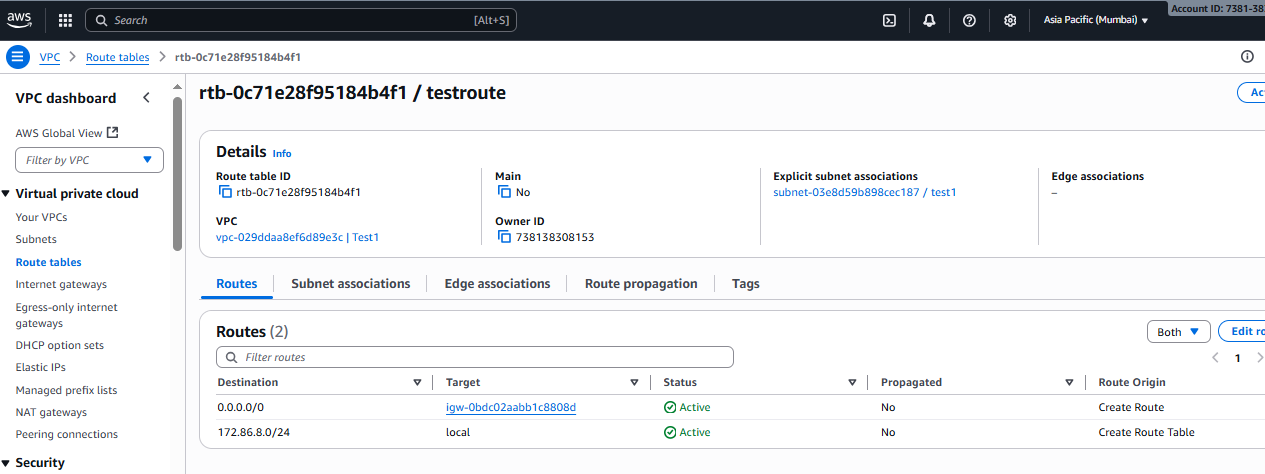 aws Search [Alt+S] Asia Pacific (Mumbai) Account ID: 7381-38
VPC Route tables rtb-0c71e28f95184b4f1
VPC dashboard
AWS Global View
Filter by VPC
Virtual private cloud
Your VPCs
Subnets
Route tables
Internet gateways
Egress-only internet
gateways
DHCP option sets
Elastic IPs
Managed prefix lists
NAT gateways
Peering connections
Security
rtb-0c71e28f95184b4f1 / testroute
Details Info
Route table ID
rtb-0c71e28f95184b4f1
Main
No
Explicit subnet associations
subnet-03e8d59b898cec187 / test1
Edge associations
–
VPC
vpc-029ddaa8ef6d89e3c | Test1
Owner ID
738138308153
Routes Subnet associations Edge associations Route propagation Tags
Routes (2) Both Edit ro
Filter routes 1
Destination Target Status Propagated Route Origin
0.0.0.0/0 igw-0bdc02aabb1c8808d Active No Create Route
172.86.8.0/24 local Active No Create Route Table